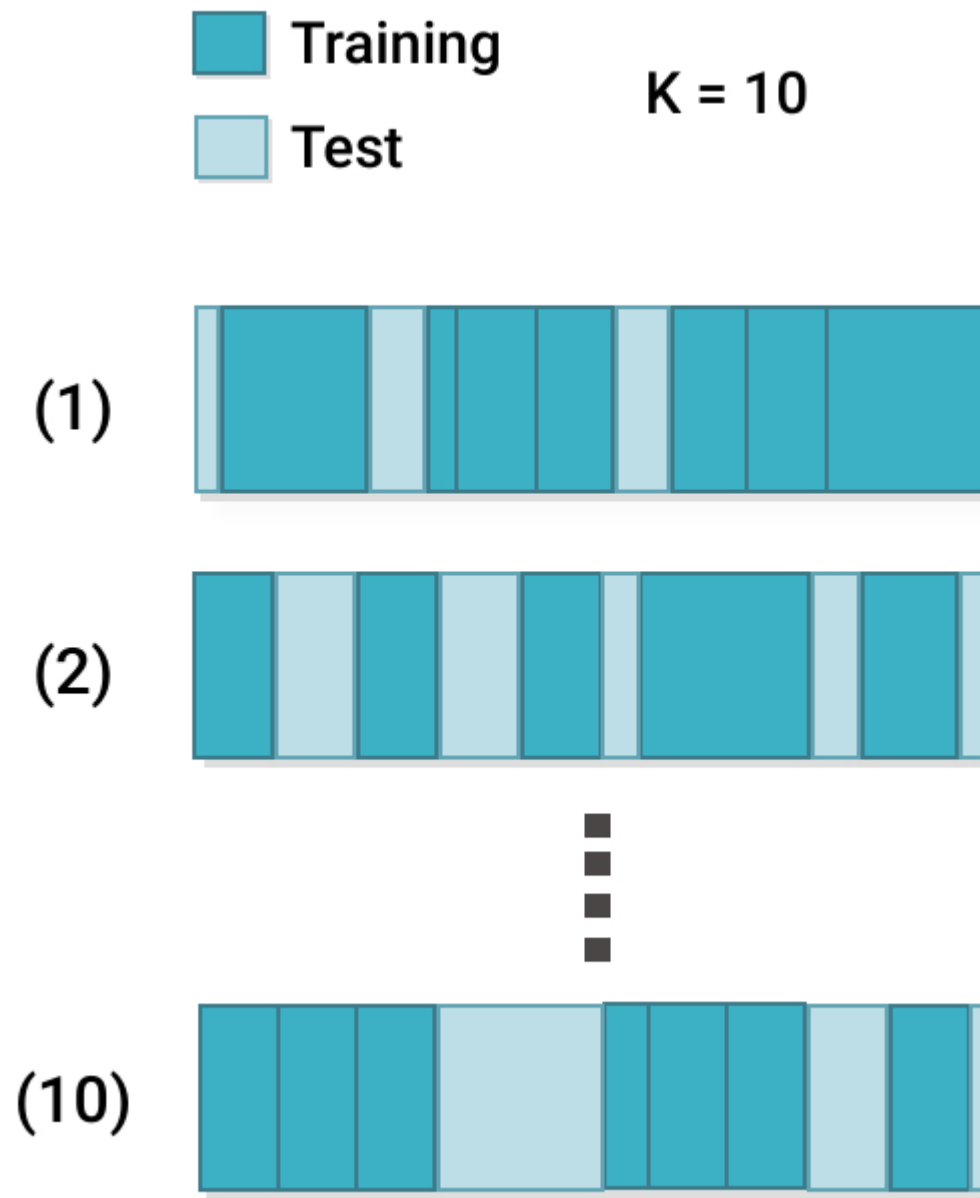 Training
K = 10
Test
(1)
(2)
(10)